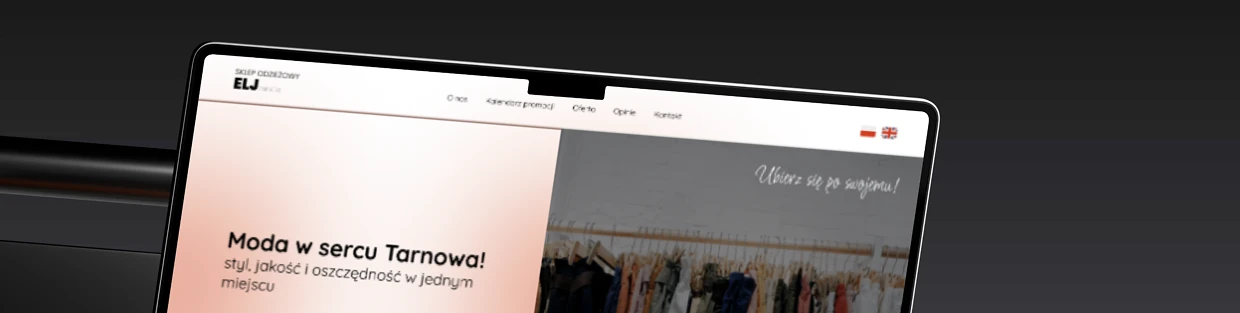 SKLEP ODZIEŻOWY
ELJ
O nas Kalendarz promocji Oferta Opinie Kontakt
Ubierz się po swojemu!
Moda w sercu Tarnowa!
styl, jakość i oszczędność w jednym
miejscu